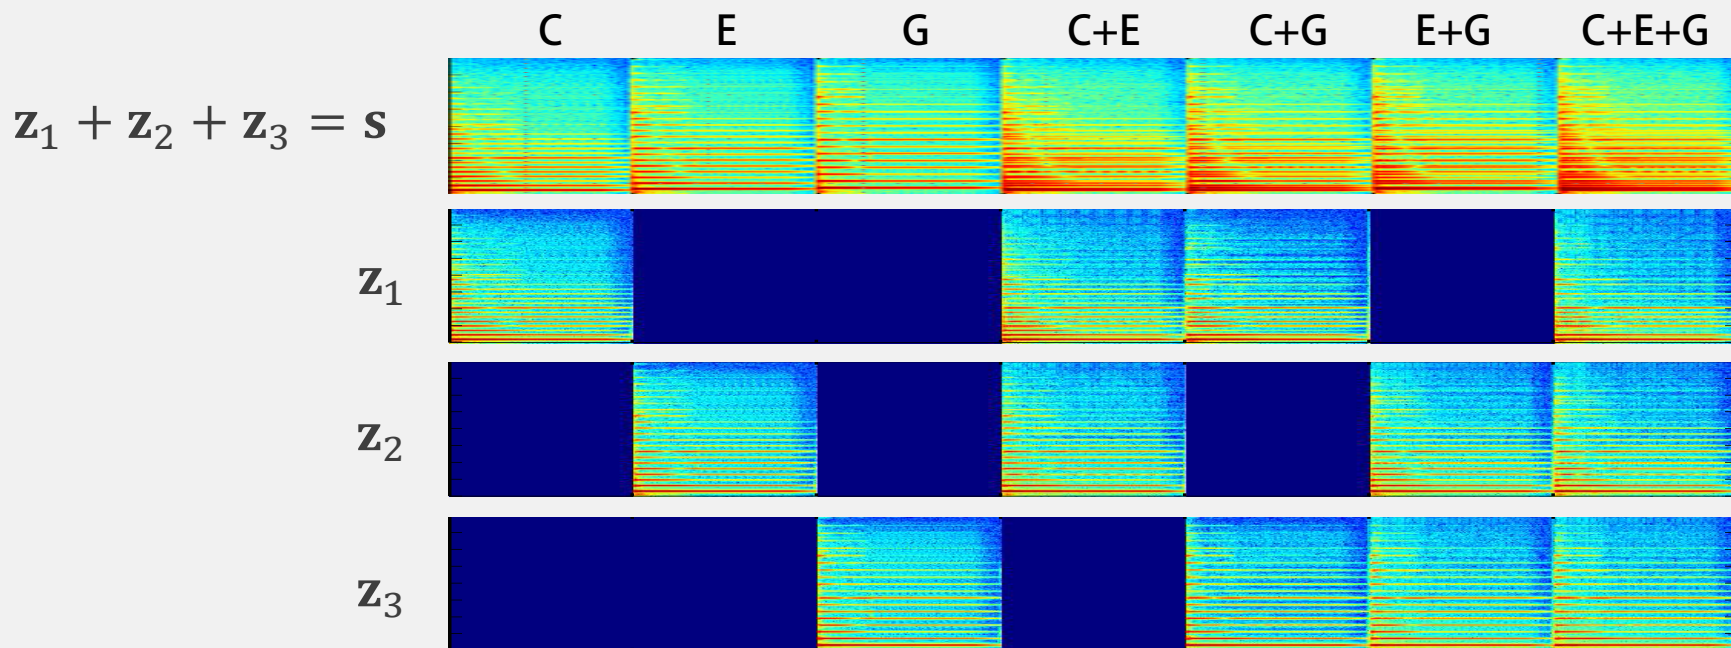 C E G C+E C+G E+G C+E+G
z₁ + z₂ + z₃ = s
z₁
z₂
z₃